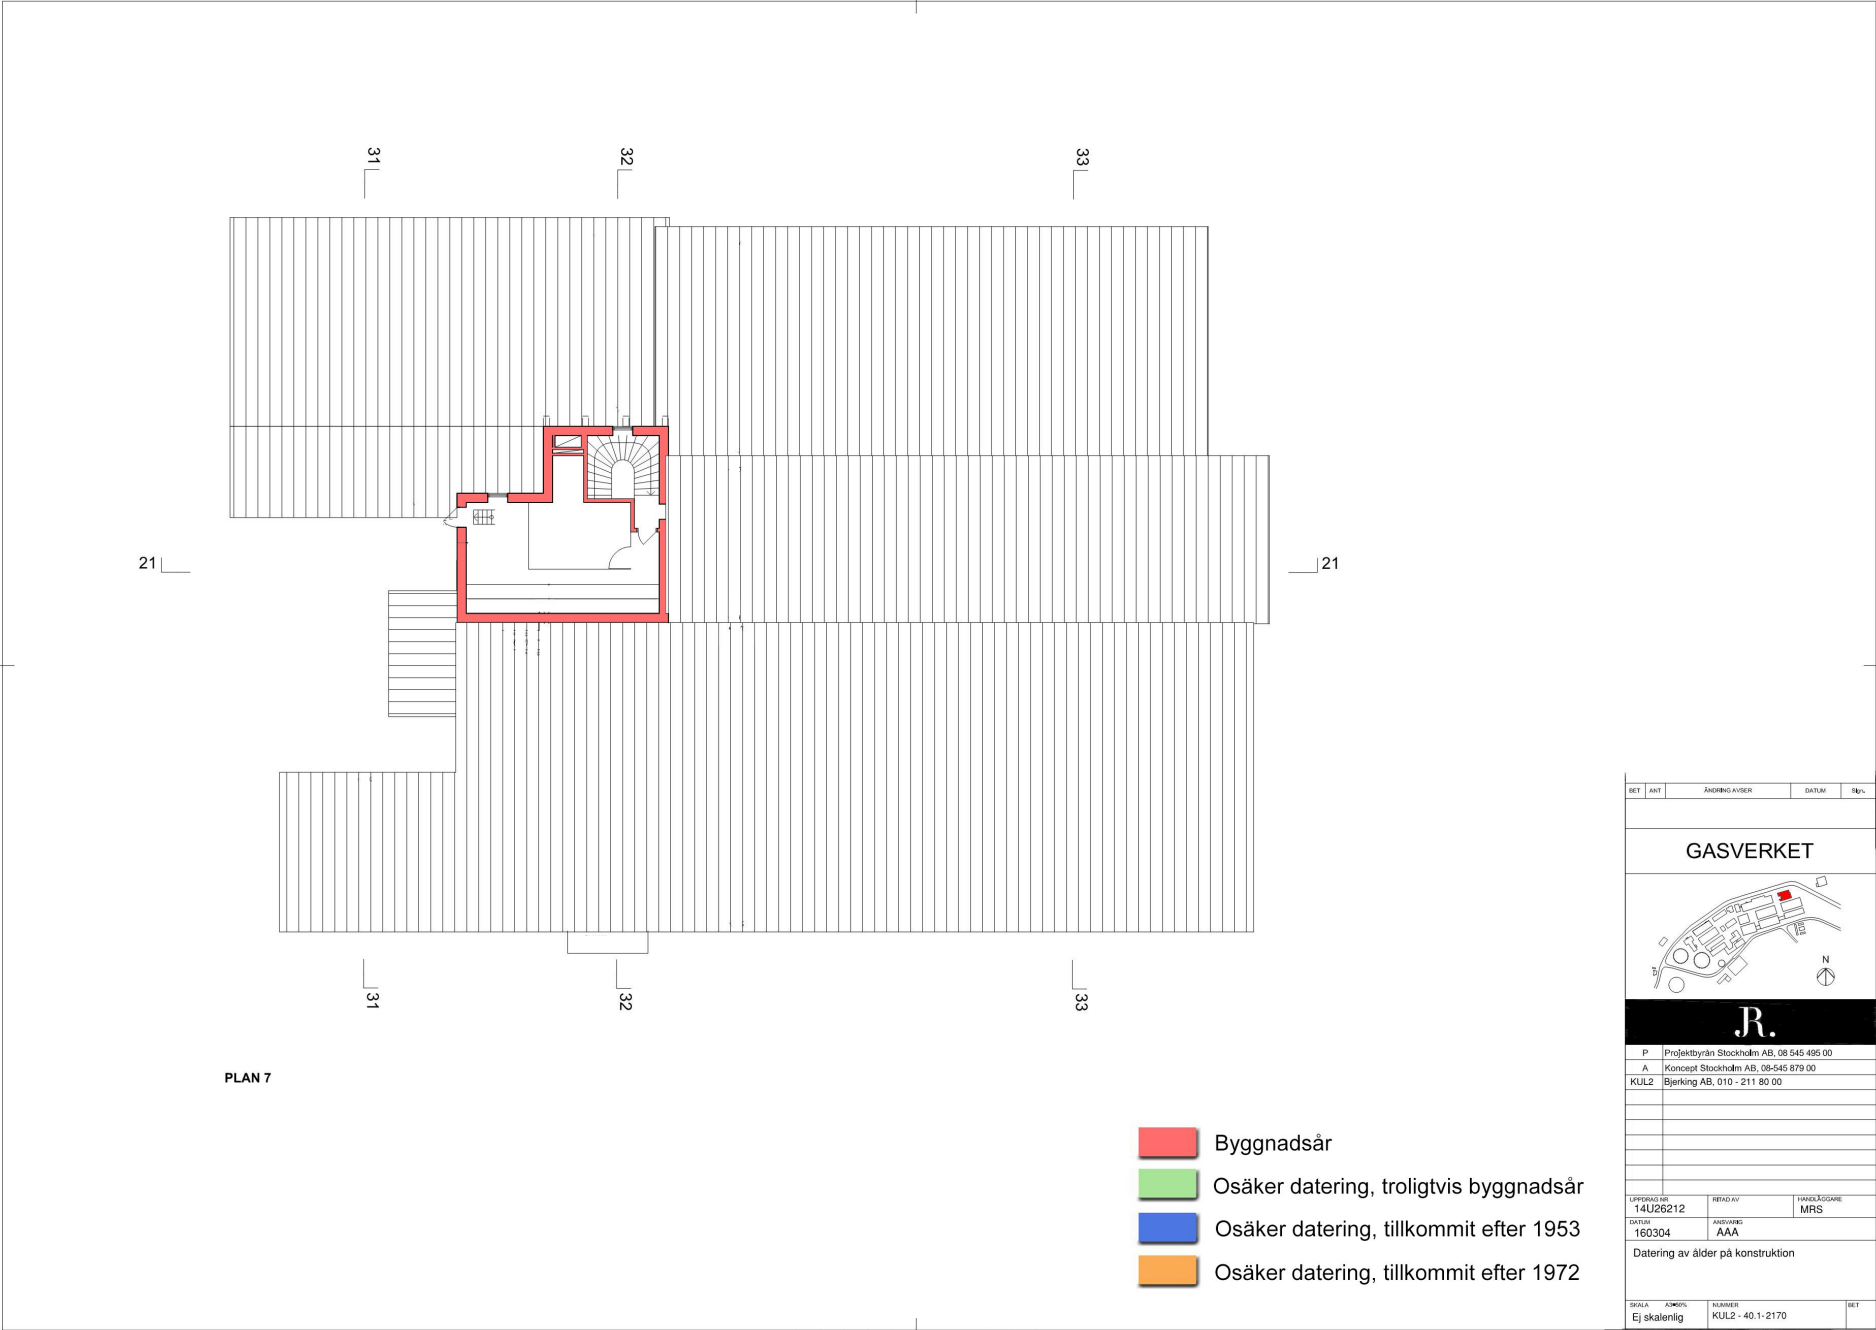 31
32
33
21
21
31
32
33
PLAN 7
Byggnadsår
Osäker datering, troligtvis byggnadsår
Osäker datering, tillkommit efter 1953
Osäker datering, tillkommit efter 1972
BET ANT ÄNDRING AVSER DATUM Sign.
GASVERKET
N
JR.
P Projektbyrån Stockholm AB, 08 545 495 00
A Koncept Stockholm AB, 08-545 879 00
KUL2 Bjerking AB, 010 - 211 80 00
UPPDRAG NR RITAD AV HANDLÄGGARE
14U26212 MRS
DATUM ANSVARIG
160304 AAA
Datering av ålder på konstruktion
SKALA A3=50% NUMMER BET
Ej skalenlig KUL2 - 40.1-2170